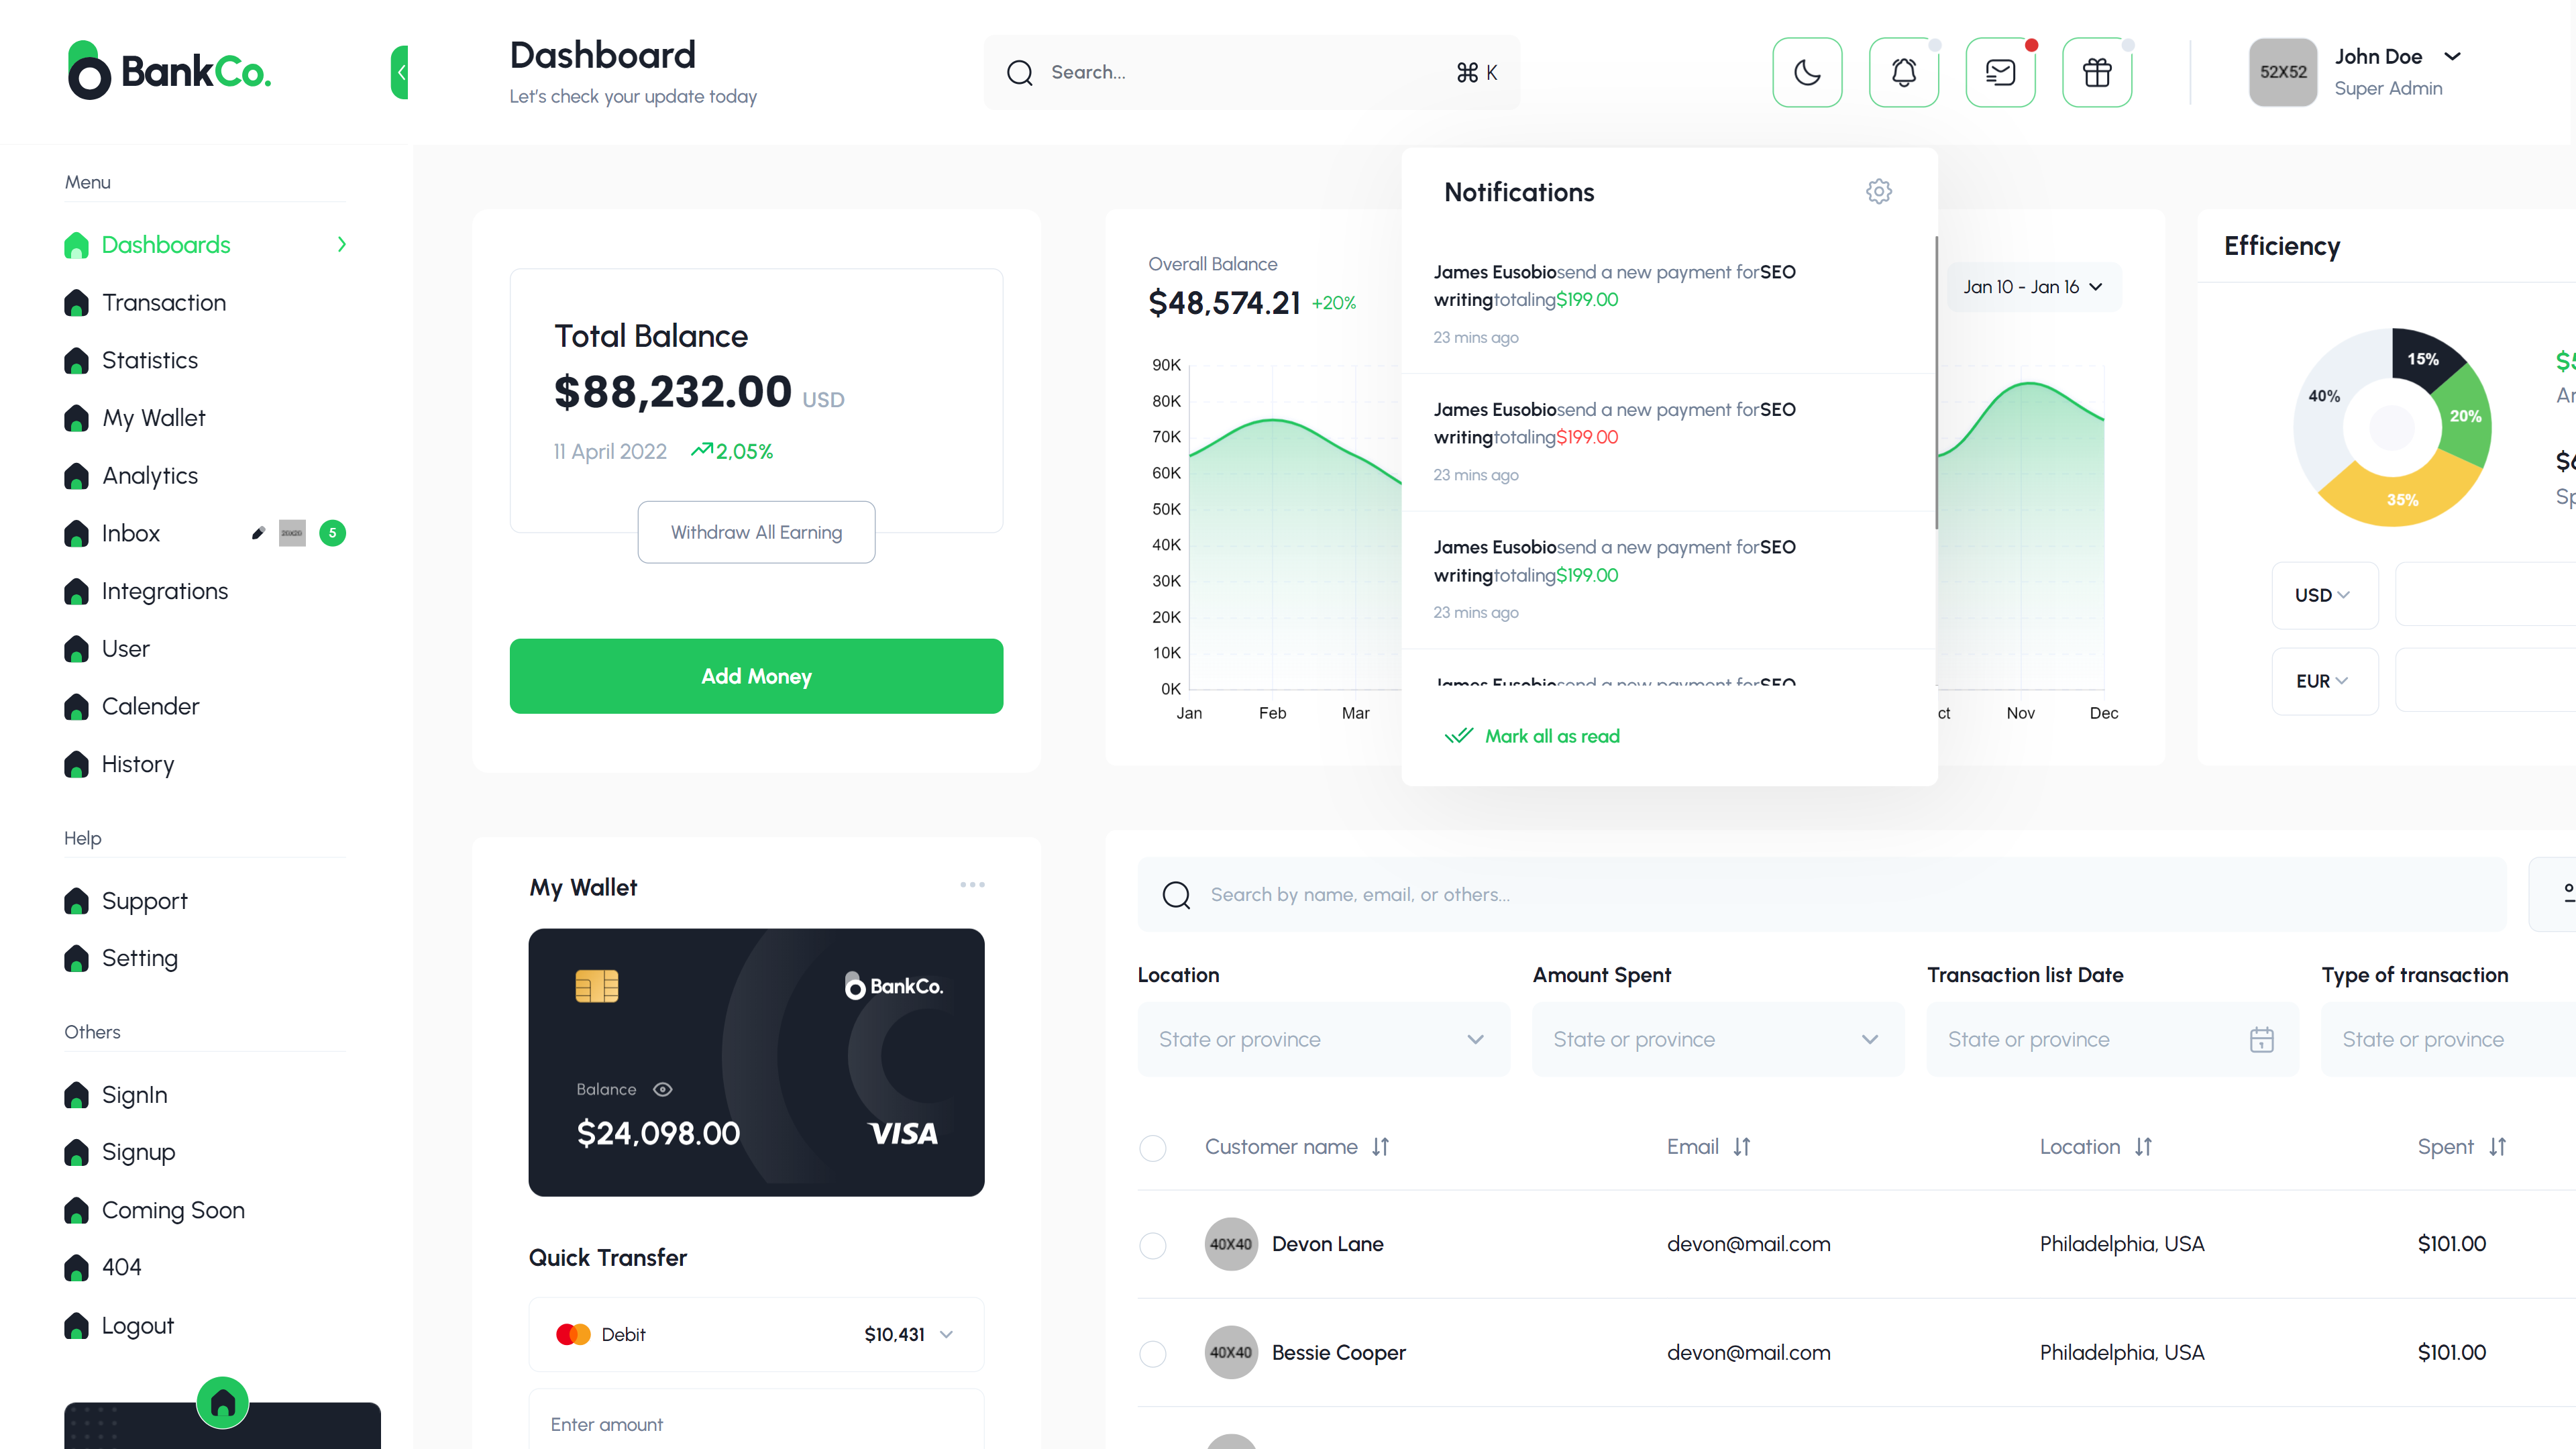 BankCo.
Dashboard
Let's check your update today
Search...
⌘ K
52X52
John Doe
Super Admin
Menu
Dashboards
Transaction
Statistics
My Wallet
Analytics
Inbox
5
Integrations
User
Calender
History
Help
Support
Setting
Others
SignIn
Signup
Coming Soon
404
Logout
Total Balance
$88,232.00 USD
11 April 2022 2,05%
Withdraw All Earning
Add Money
Overall Balance
$48,574.21 +20%
Jan 10 - Jan 16
90K
80K
70K
60K
50K
40K
30K
20K
10K
0K
Jan Feb Mar
ct Nov Dec
Notifications
James Eusobiosend a new payment forSEO
writingtotaling$199.00
23 mins ago
James Eusobiosend a new payment forSEO
writingtotaling$199.00
23 mins ago
James Eusobiosend a new payment forSEO
writingtotaling$199.00
23 mins ago
James Eusobiosend a new payment forSEO
Mark all as read
Efficiency
15%
40%
20%
35%
USD
EUR
My Wallet
BankCo.
Balance
$24,098.00
VISA
Quick Transfer
Debit $10,431
Enter amount
Search by name, email, or others...
Location Amount Spent Transaction list Date Type of transaction
State or province State or province State or province State or province
Customer name Email Location Spent
40X40 Devon Lane devon@mail.com Philadelphia, USA $101.00
40X40 Bessie Cooper devon@mail.com Philadelphia, USA $101.00